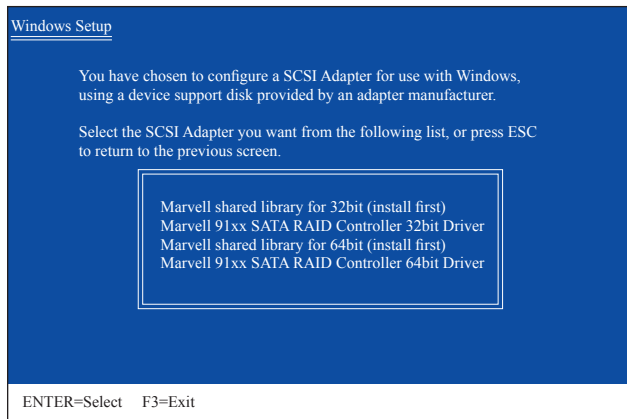 Windows Setup
You have chosen to configure a SCSI Adapter for use with Windows,
using a device support disk provided by an adapter manufacturer.
Select the SCSI Adapter you want from the following list, or press ESC
to return to the previous screen.
Marvell shared library for 32bit (install first)
Marvell 91xx SATA RAID Controller 32bit Driver
Marvell shared library for 64bit (install first)
Marvell 91xx SATA RAID Controller 64bit Driver
ENTER=Select F3=Exit